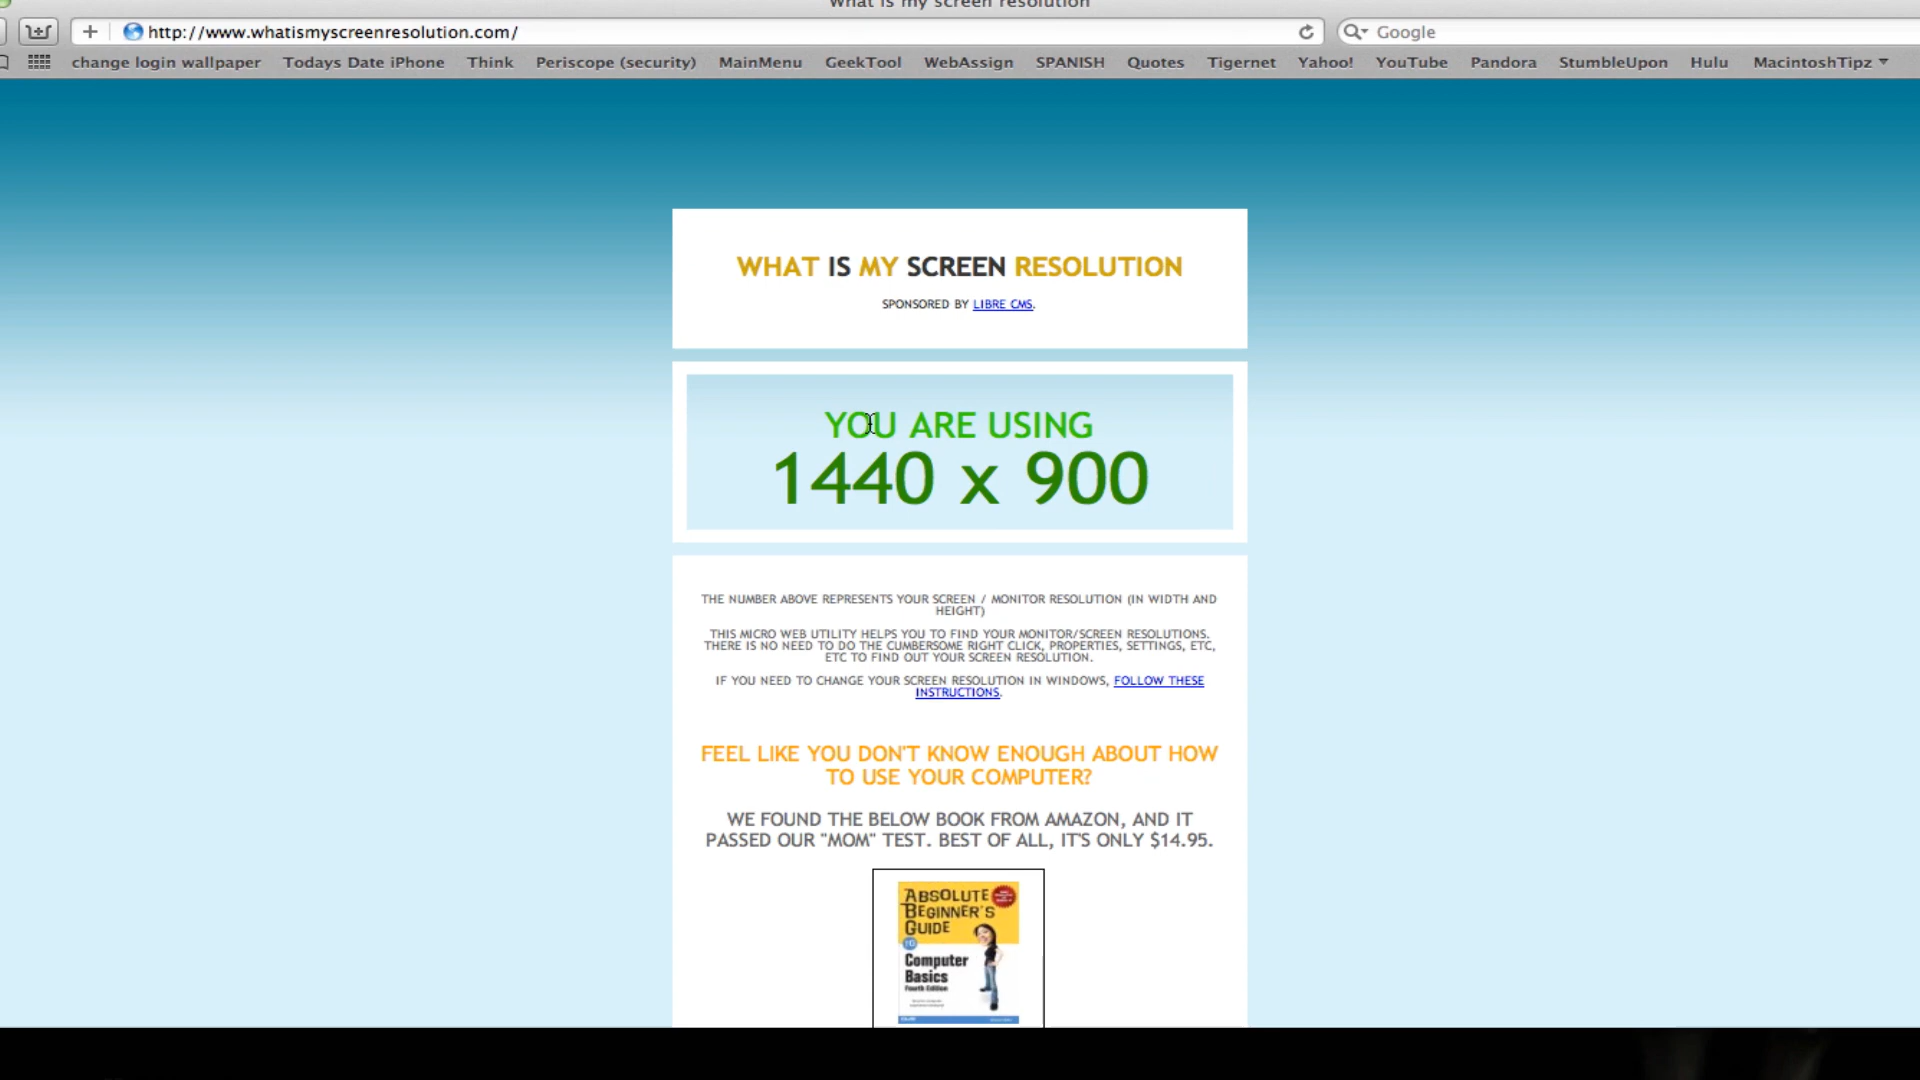 What is my screen resolution
http://www.whatismyscreenresolution.com/
Google
change login wallpaper Todays Date iPhone Think Periscope (security) MainMenu GeekTool WebAssign SPANISH Quotes Tigernet Yahoo! YouTube Pandora StumbleUpon Hulu MacintoshTipz
WHAT IS MY SCREEN RESOLUTION
SPONSORED BY LIBRE CMS.
YOU ARE USING
1440 x 900
THE NUMBER ABOVE REPRESENTS YOUR SCREEN / MONITOR RESOLUTION (IN WIDTH AND
HEIGHT)
THIS MICRO WEB UTILITY HELPS YOU TO FIND YOUR MONITOR/SCREEN RESOLUTIONS.
THERE IS NO NEED TO DO THE CUMBERSOME RIGHT CLICK, PROPERTIES, SETTINGS, ETC,
ETC TO FIND OUT YOUR SCREEN RESOLUTION.
IF YOU NEED TO CHANGE YOUR SCREEN RESOLUTION IN WINDOWS, FOLLOW THESE
INSTRUCTIONS.
FEEL LIKE YOU DON'T KNOW ENOUGH ABOUT HOW
TO USE YOUR COMPUTER?
WE FOUND THE BELOW BOOK FROM AMAZON, AND IT
PASSED OUR "MOM" TEST. BEST OF ALL, IT'S ONLY $14.95.
ABSOLUTE
BEGINNER'S
GUIDE
TO
Computer
Basics
Fourth Edition